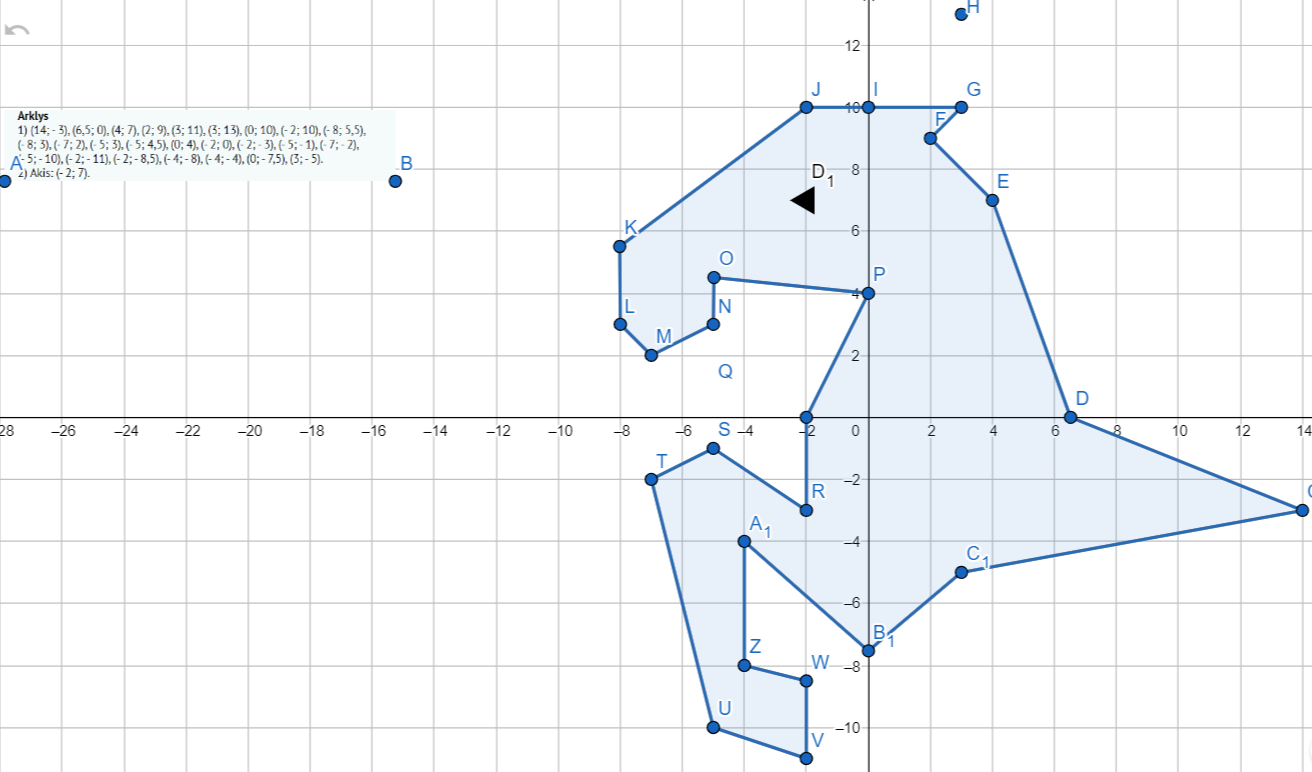 H
12
J
I
G
10
F
Arklys
1) (14; - 3), (6,5; 0), (4; 7), (2; 9), (3; 11), (3; 13), (0; 10), (- 2; 10), (- 8; 5,5),
(- 8; 3), (- 7; 2), (- 5; 3), (- 5; 4,5), (0; 4), (- 2; 0), (- 2; - 3), (- 5; - 1), (- 7; - 2),
(- 5; - 10), (- 2; - 11), (- 2; - 8,5), (- 4; - 8), (- 4; - 4), (0; - 7,5), (3; - 5).
2) Akis: (- 2; 7).
A
B
8
D1
E
K
6
O
P
4
L
N
M
2
Q
D
28 −26 −24 −22 −20 −18 −16 −14 −12 −10 −8 −6 −4 −2 0 2 4 6 8 10 12 14
S
T
−2
R
C
A1
−4
C1
−6
B1
Z
W
−8
U
−10
V